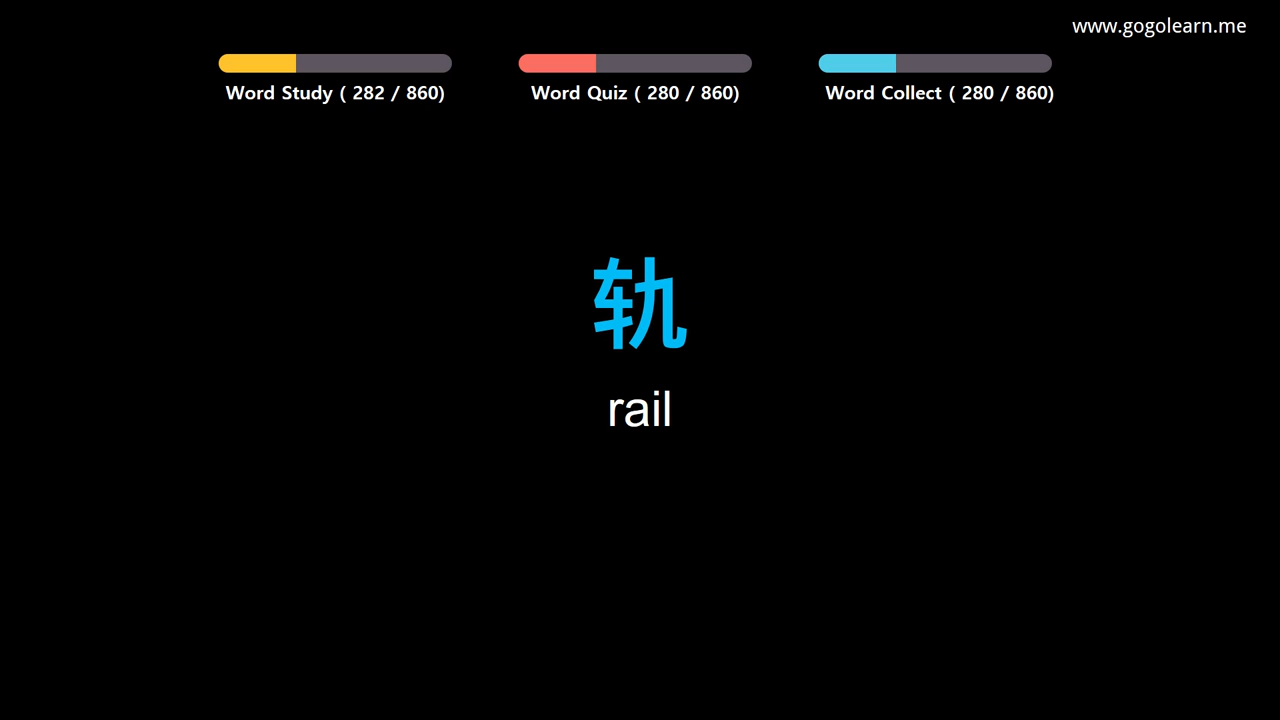 www.gogolearn.me
Word Study ( 282 / 860)
Word Quiz ( 280 / 860)
Word Collect ( 280 / 860)
轨
rail